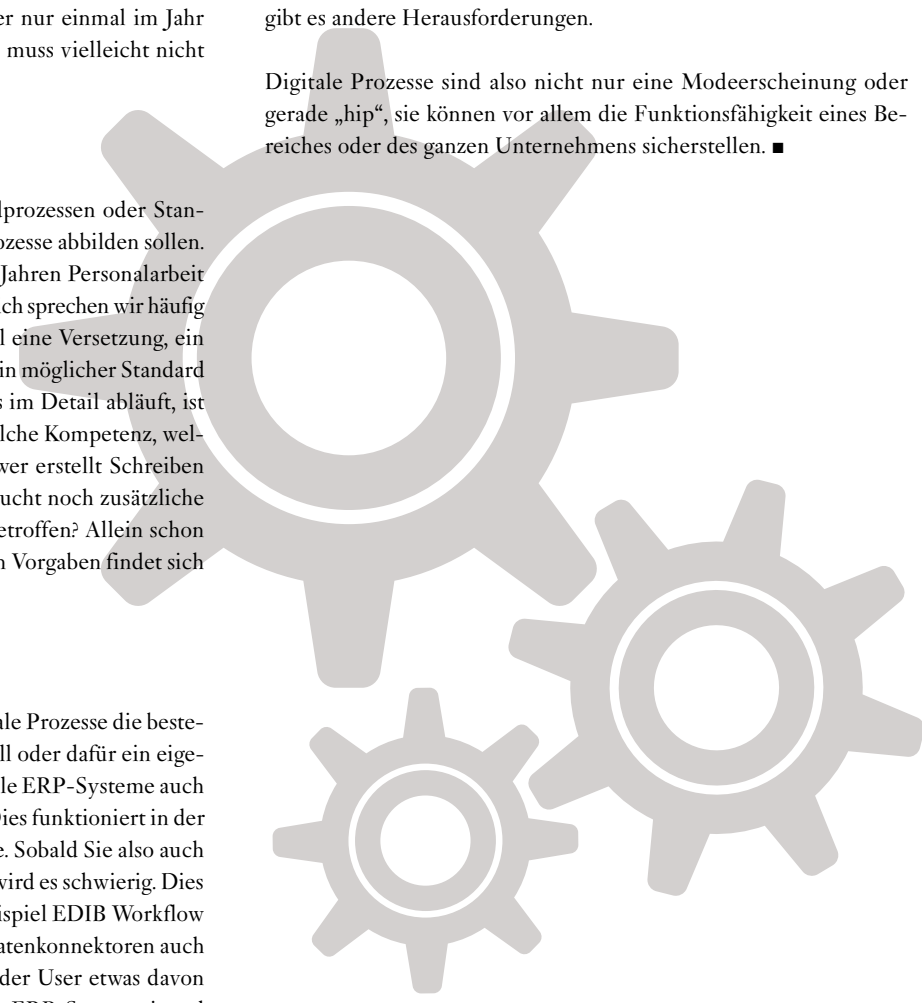 er nur einmal im Jahr
muss vielleicht nicht
lprozessen oder Stan-
ozesse abbilden sollen.
Jahren Personalarbeit
ich sprechen wir häufig
l eine Versetzung, ein
in möglicher Standard
s im Detail abläuft, ist
lche Kompetenz, wel-
wer erstellt Schreiben
ucht noch zusätzliche
etroffen? Allein schon
n Vorgaben findet sich
ale Prozesse die beste-
ll oder dafür ein eige-
le ERP-Systeme auch
Dies funktioniert in der
e. Sobald Sie also auch
wird es schwierig. Dies
ispiel EDIB Workflow
atenkonnektoren auch
der User etwas davon
gibt es andere Herausforderungen.
Digitale Prozesse sind also nicht nur eine Modeerscheinung oder
gerade „hip“, sie können vor allem die Funktionsfähigkeit eines Be-
reiches oder des ganzen Unternehmens sicherstellen. ■